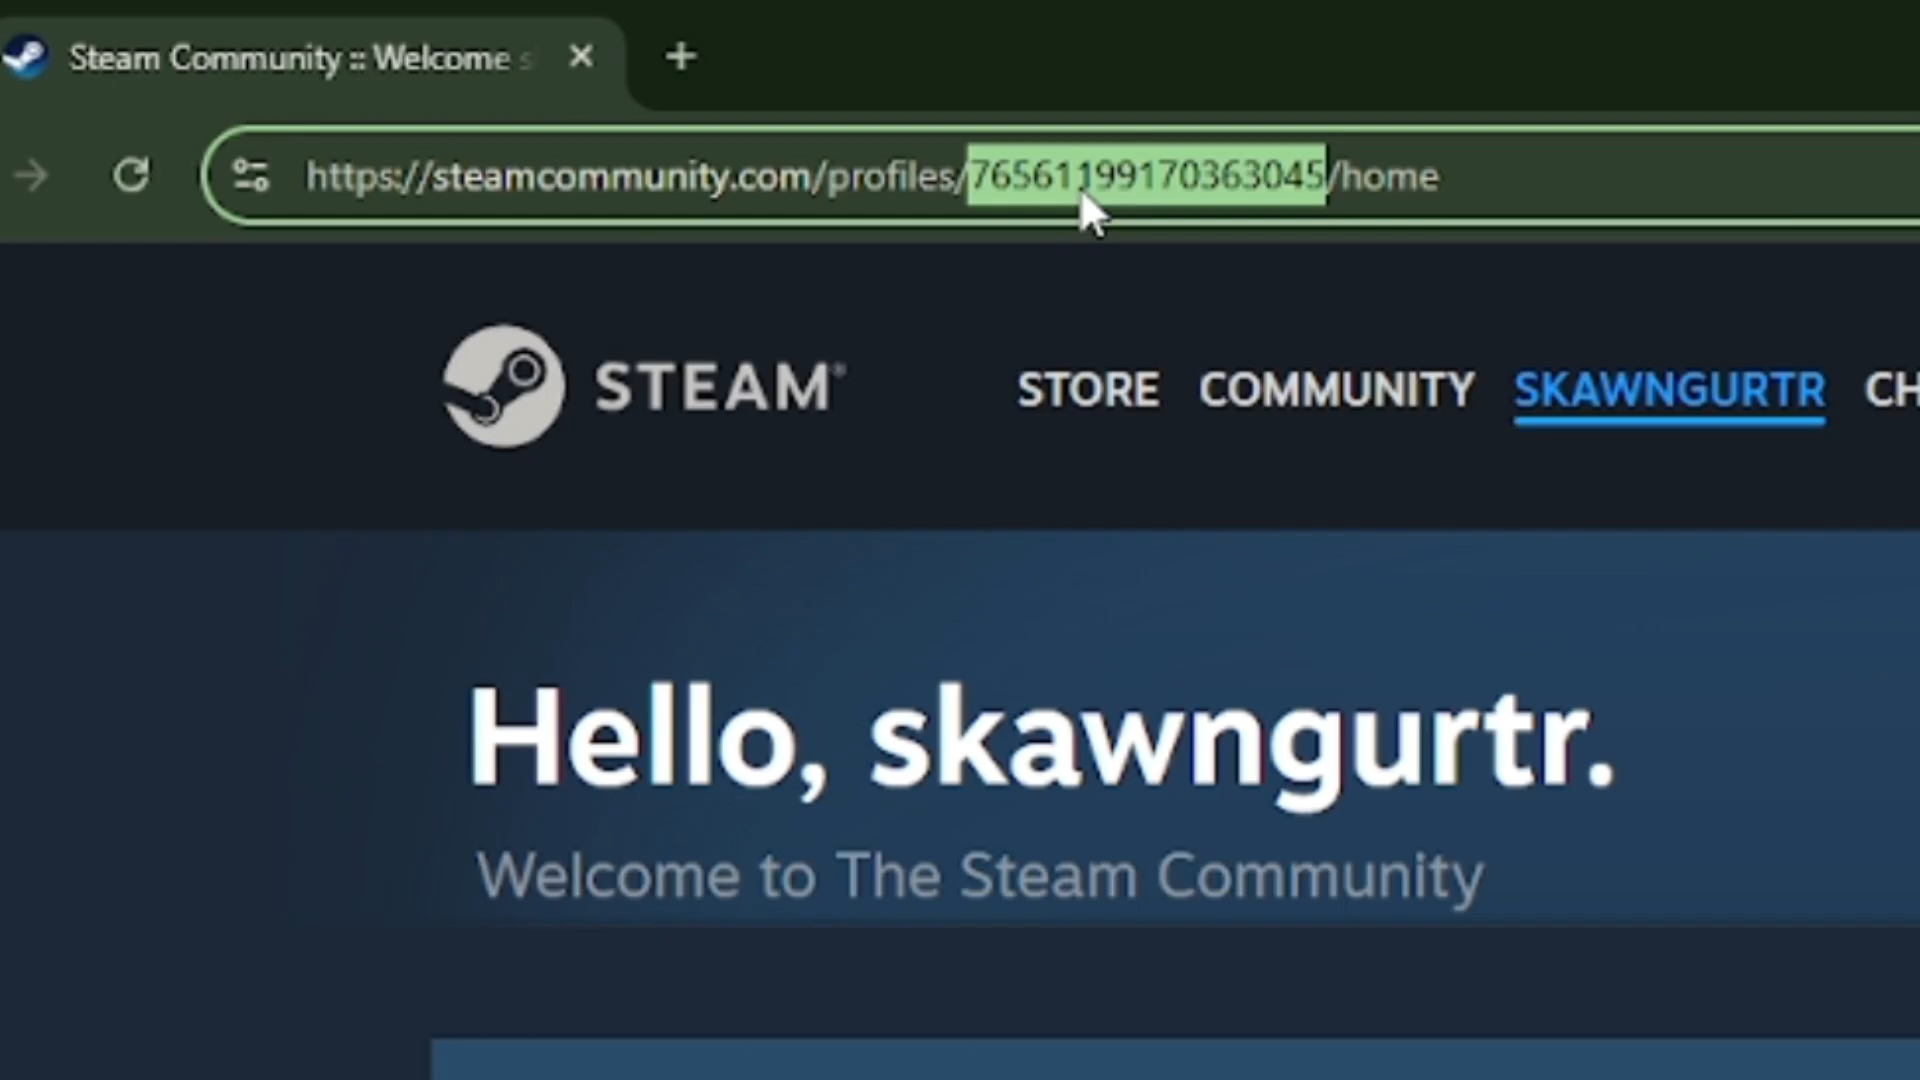 Steam Community :: Welcome
https://steamcommunity.com/profiles/76561199170363045/home
STEAM® STORE COMMUNITY SKAWNGURTR CH
Hello, skawngurtr.
Welcome to The Steam Community